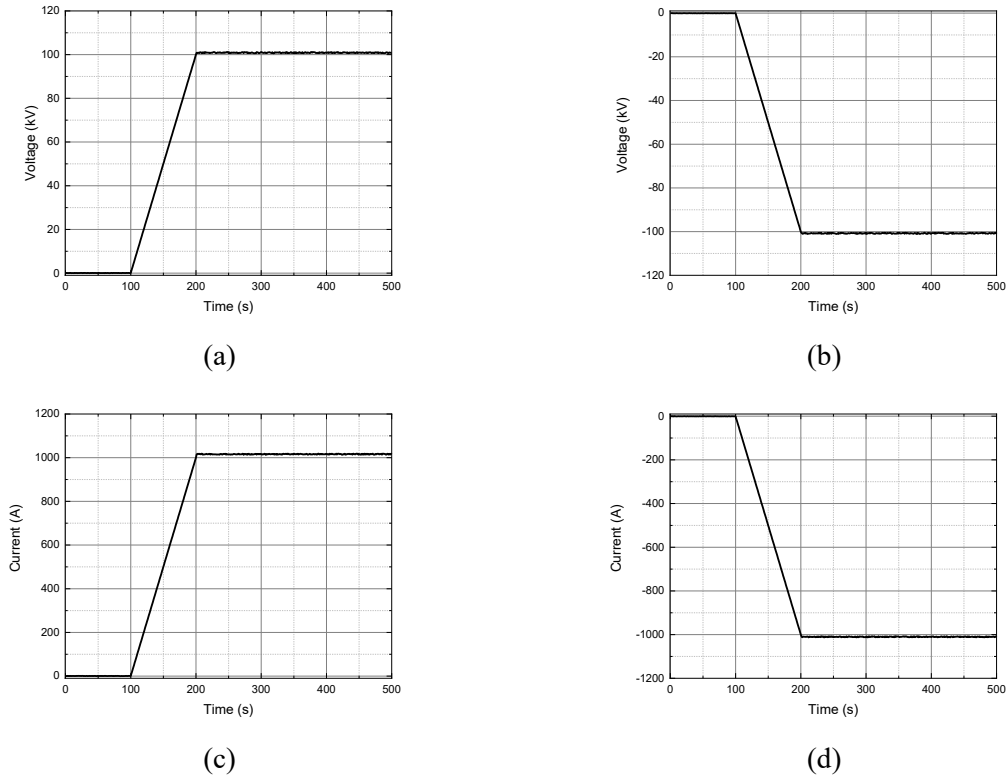 120
100
80
60
40
20
0
Voltage (kV)
0 100 200 300 400 500
Time (s)
(a)
0
-20
-40
-60
-80
-100
-120
Voltage (kV)
0 100 200 300 400 500
Time (s)
(b)
1200
1000
800
600
400
200
0
Current (A)
0 100 200 300 400 500
Time (s)
(c)
0
-200
-400
-600
-800
-1000
-1200
Current (A)
0 100 200 300 400 500
Time (s)
(d)